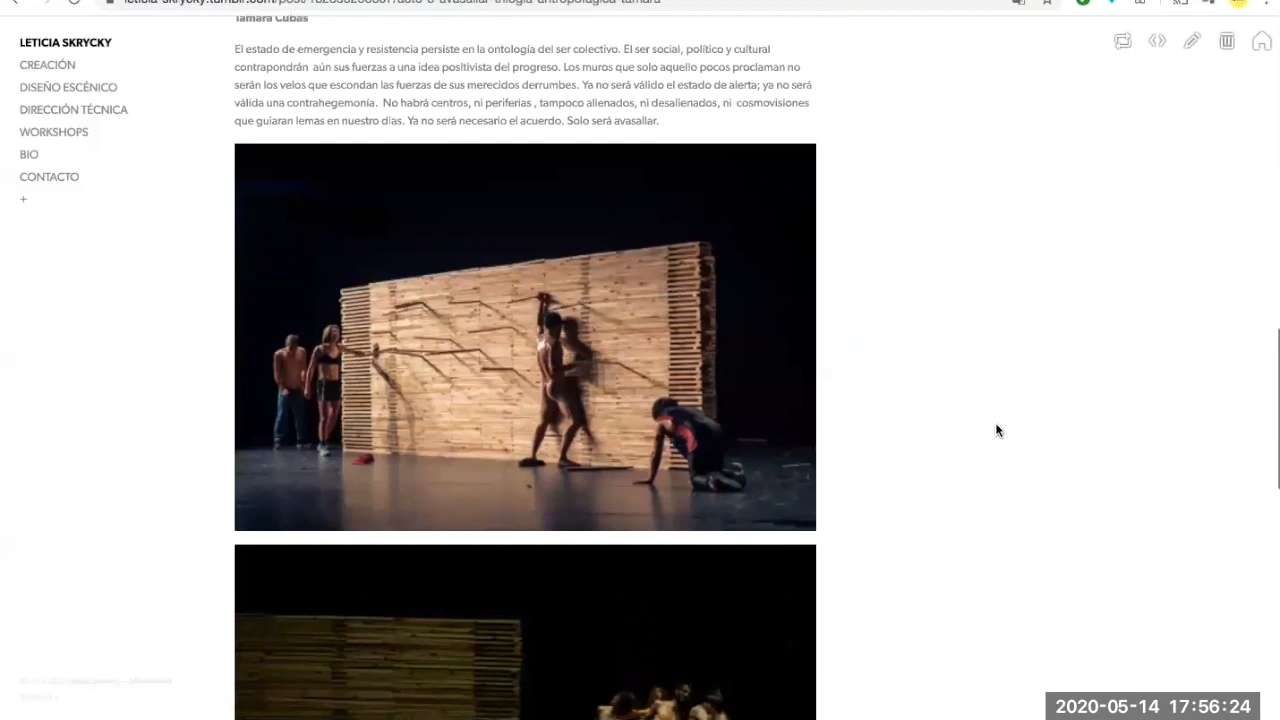 Tamara Cubas
LETICIA SKRYCKY
CREACIÓN
DISEÑO ESCÉNICO
DIRECCIÓN TÉCNICA
WORKSHOPS
BIO
CONTACTO
+
El estado de emergencia y resistencia persiste en la ontología del ser colectivo. El ser social, político y cultural
contrapondrán aún sus fuerzas a una idea positivista del progreso. Los muros que solo aquello pocos proclaman no
serán los velos que escondan las fuerzas de sus merecidos derrumbes. Ya no será válido el estado de alerta; ya no será
válida una contrahegemonía. No habrá centros, ni periferias , tampoco alienados, ni desalienados, ni cosmovisiones
que guiaran lemas en nuestro días. Ya no será necesario el acuerdo. Solo será avasallar.
2020-05-14 17:56:24